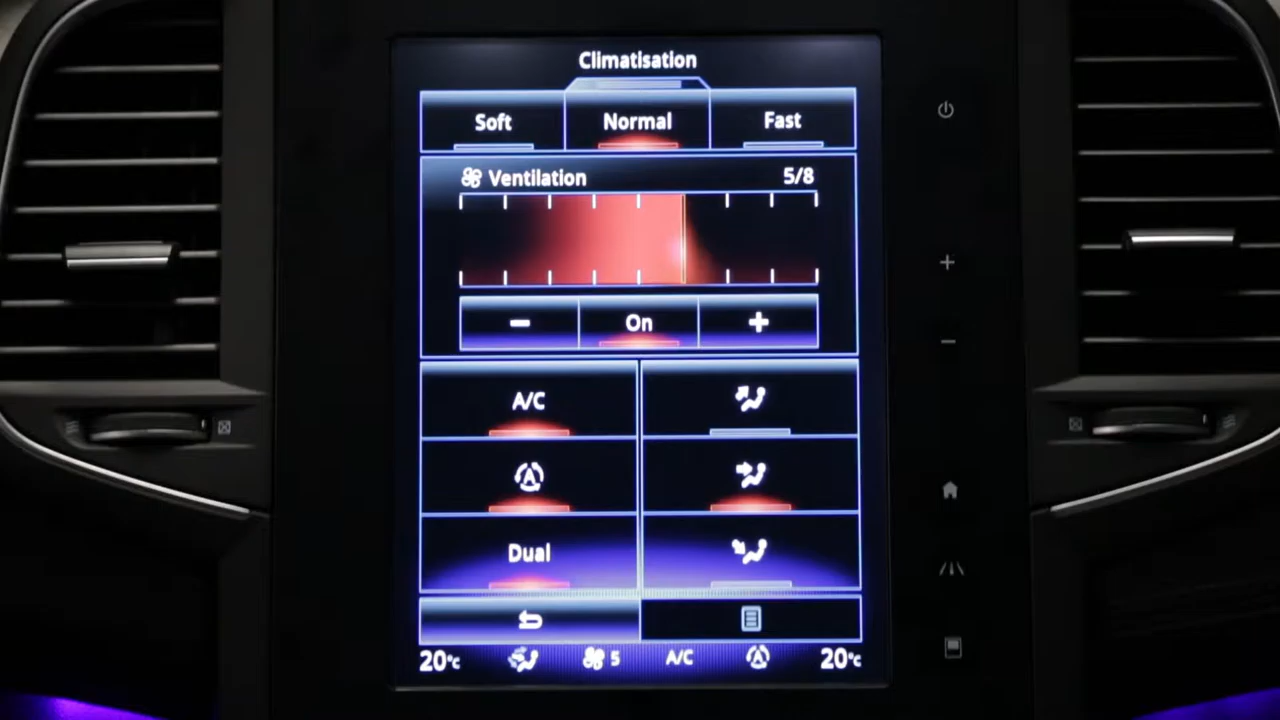 Climatisation
Soft Normal Fast
Ventilation 5/8
On
A/C
A
Dual
20°c 5 A/C A 20°c